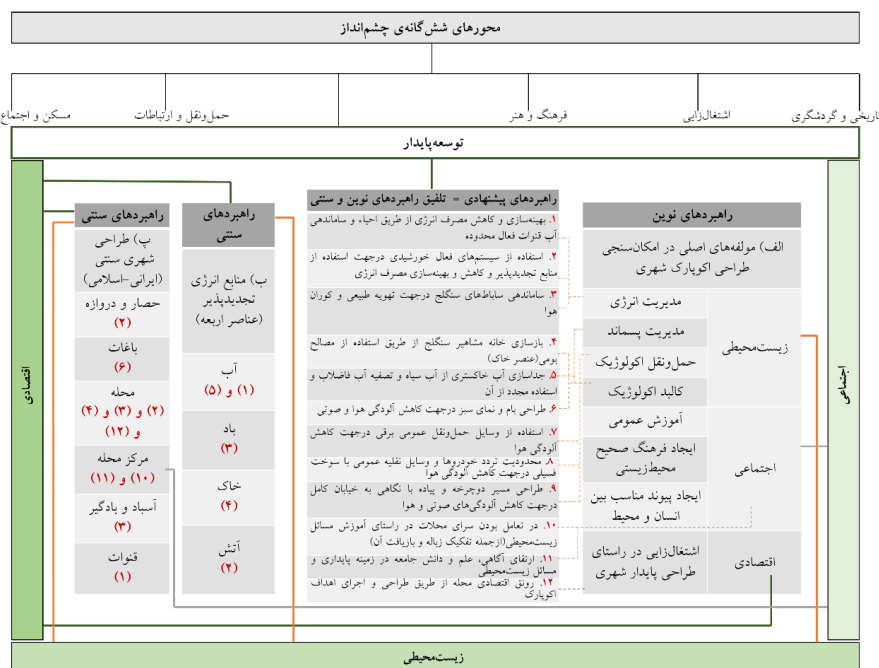 محورهای شش‌گانه‌ی چشم‌انداز
تاریخی و گردشگری
اشتغال‌زایی
فرهنگ و هنر
حمل‌ونقل و ارتباطات
مسکن و اجتماع
توسعه‌پایدار
اجتماعی
راهبردهای نوین
الف) مولفه‌های اصلی در امکان‌سنجی
طراحی اکوپارک شهری
زیست‌محیطی
مدیریت انرژی
مدیریت پسماند
حمل‌ونقل اکولوژیک
کالبد اکولوژیک
اجتماعی
آموزش عمومی
ایجاد فرهنگ صحیح
محیط‌زیستی
ایجاد پیوند مناسب بین
انسان و محیط
اقتصادی
اشتغال‌زایی در راستای
طراحی پایدار شهری
راهبردهای پیشنهادی = تلفیق راهبردهای نوین و سنتی
۱. بهینه‌سازی و کاهش مصرف انرژی از طریق احیاء و ساماندهی
آب قنوات فعال محدوده
۲. استفاده از سیستم‌های فعال خورشیدی درجهت استفاده از
منابع تجدیدپذیر و کاهش و بهینه‌سازی مصرف انرژی
۳. ساماندهی ساباط‌های سنگلج درجهت تهویه طبیعی و کوران
هوا
۴. بازسازی خانه مشاهیر سنگلج از طریق استفاده از مصالح
بومی(عنصر خاک)
۵. جداسازی آب خاکستری از آب سیاه و تصفیه آب فاضلاب و
استفاده مجدد از آن
۶. طراحی بام و نمای سبز درجهت کاهش آلودگی هوا و صوتی
۷. استفاده از وسایل حمل‌ونقل عمومی برقی درجهت کاهش
آلودگی هوا
۸. محدودیت تردد خودروها و وسایل نقلیه عمومی با سوخت
فسیلی درجهت کاهش آلودگی هوا
۹. طراحی مسیر دوچرخه و پیاده با نگاهی به خیابان کامل
درجهت کاهش آلودگی‌های صوتی و هوا
۱۰. در تعامل بودن سرای محلات در راستای آموزش مسائل
زیست‌محیطی(ازجمله تفکیک زباله و بازیافت آن)
۱۱. ارتقای آگاهی، علم و دانش جامعه در زمینه پایداری و
مسائل زیست‌محیطی
۱۲. رونق اقتصادی محله از طریق طراحی و اجرای اهداف
اکوپارک
راهبردهای
سنتی
ب) منابع انرژی
تجدیدپذیر
(عناصر اربعه)
آب
(۱) و (۵)
باد
(۳)
خاک
(۴)
آتش
(۲)
راهبردهای سنتی
پ) طراحی
شهری سنتی
(ایرانی-اسلامی)
حصار و دروازه
(۲)
باغات
(۶)
محله
(۲) و (۳) و (۴)
و (۱۲)
مرکز محله
(۱۰) و (۱۱)
آسباد و بادگیر
(۳)
قنوات
(۱)
اقتصادی
زیست‌محیطی